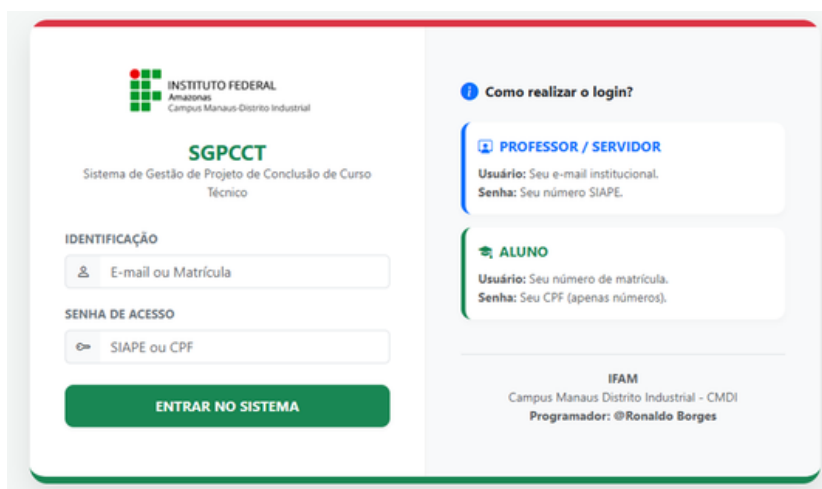 INSTITUTO FEDERAL
Amazonas
Campus Manaus-Distrito Industrial
SGPCCT
Sistema de Gestão de Projeto de Conclusão de Curso
Técnico
IDENTIFICAÇÃO
E-mail ou Matrícula
SENHA DE ACESSO
SIAPE ou CPF
ENTRAR NO SISTEMA
Como realizar o login?
PROFESSOR / SERVIDOR
Usuário: Seu e-mail institucional.
Senha: Seu número SIAPE.
ALUNO
Usuário: Seu número de matrícula.
Senha: Seu CPF (apenas números).
IFAM
Campus Manaus Distrito Industrial - CMDI
Programador: @Ronaldo Borges